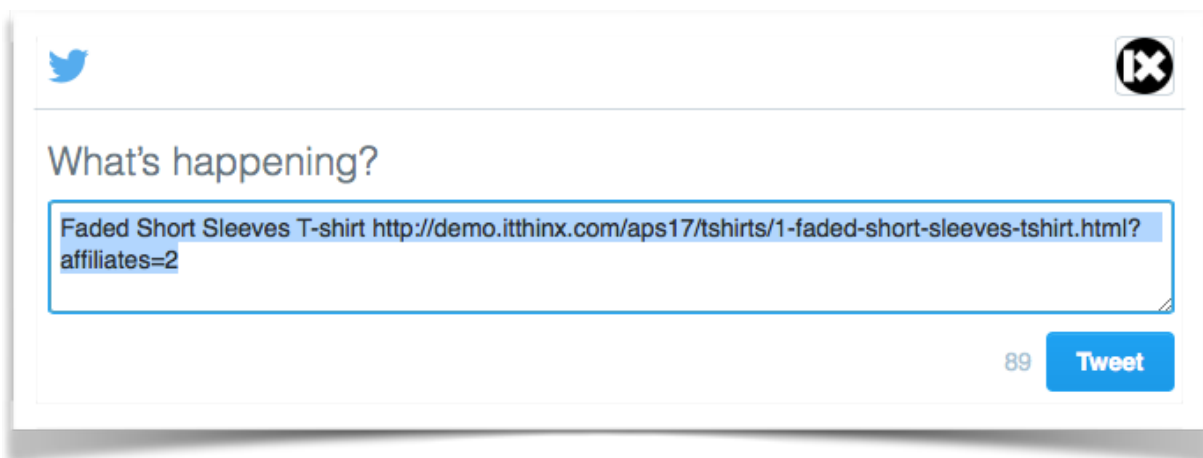 IX
What's happening?
Faded Short Sleeves T-shirt http://demo.itthinx.com/aps17/tshirts/1-faded-short-sleeves-tshirt.html?
affiliates=2
89 Tweet